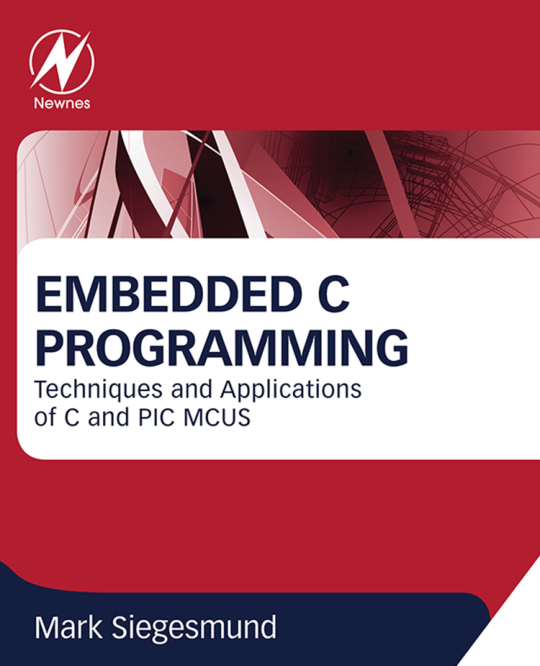 Newnes
EMBEDDED C
PROGRAMMING
Techniques and Applications
of C and PIC MCUS
Mark Siegesmund